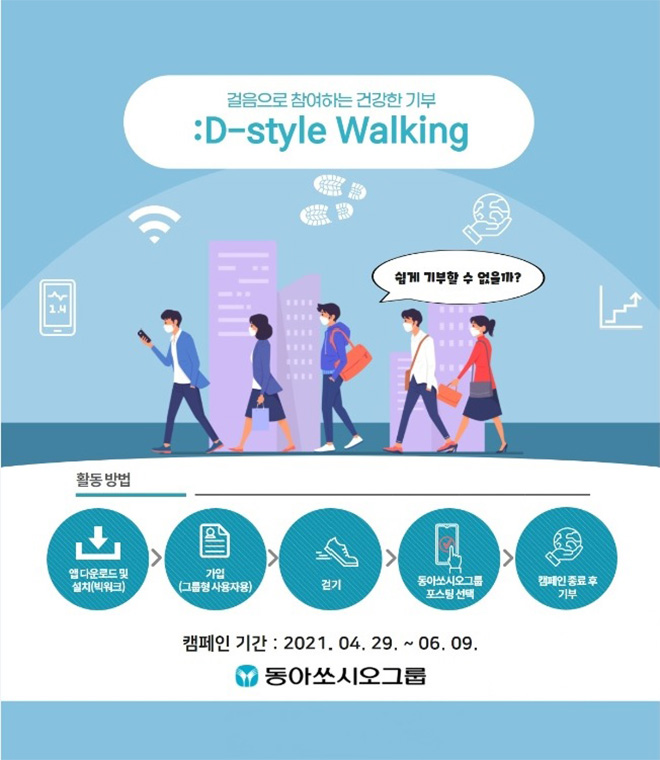 걸음으로 참여하는 건강한 기부
:D-style Walking
쉽게 기부할 수 없을까?
1.4
활동 방법
앱 다운로드 및
설치(빅워크)
가입
(그룹형 사용자용)
걷기
동아쏘시오그룹
포스팅 선택
캠페인 종료 후
기부
캠페인 기간 : 2021. 04. 29. ~ 06. 09.
동아쏘시오그룹